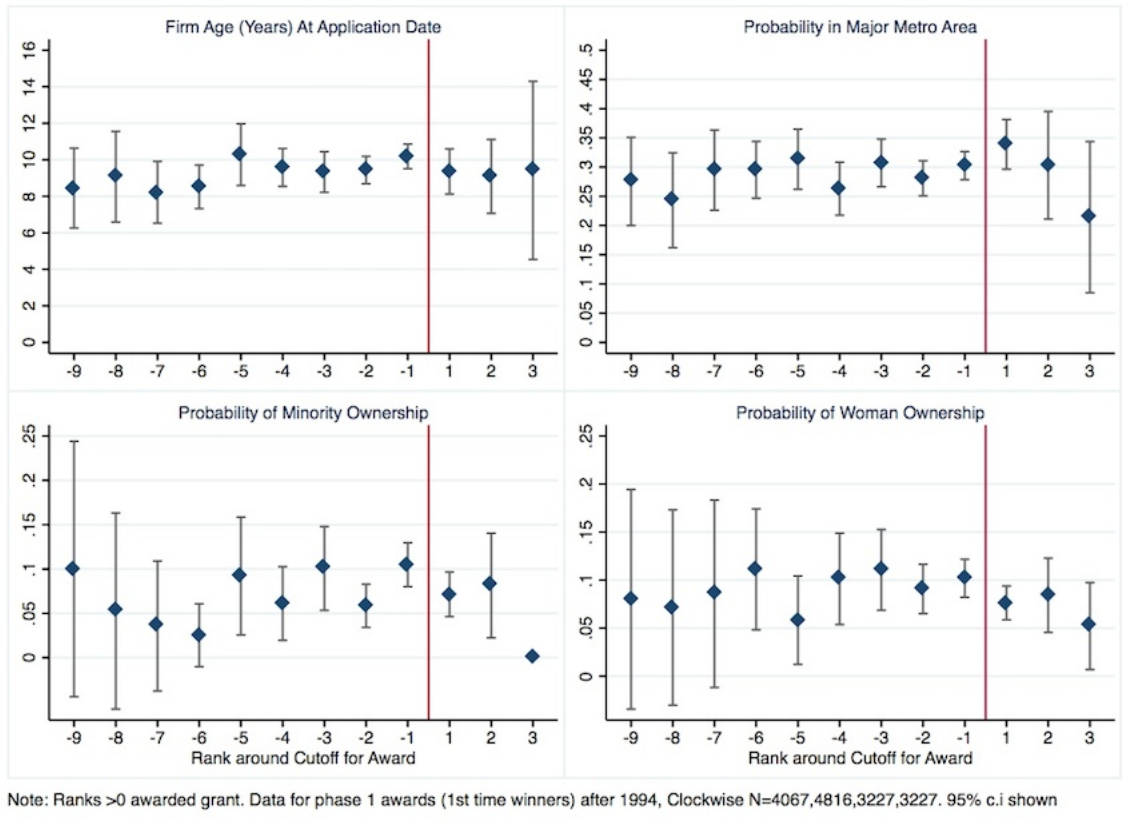 Firm Age (Years) At Application Date
16
14
12
10
8
6
4
2
0
-9 -8 -7 -6 -5 -4 -3 -2 -1 1 2 3
Probability in Major Metro Area
.5
.45
.4
.35
.3
.25
.2
.15
.1
.05
0
-9 -8 -7 -6 -5 -4 -3 -2 -1 1 2 3
Probability of Minority Ownership
.25
.2
.15
.1
.05
0
-9 -8 -7 -6 -5 -4 -3 -2 -1 1 2 3
Rank around Cutoff for Award
Probability of Woman Ownership
.25
.2
.15
.1
.05
0
-9 -8 -7 -6 -5 -4 -3 -2 -1 1 2 3
Rank around Cutoff for Award
Note: Ranks >0 awarded grant. Data for phase 1 awards (1st time winners) after 1994, Clockwise N=4067,4816,3227,3227. 95% c.i shown